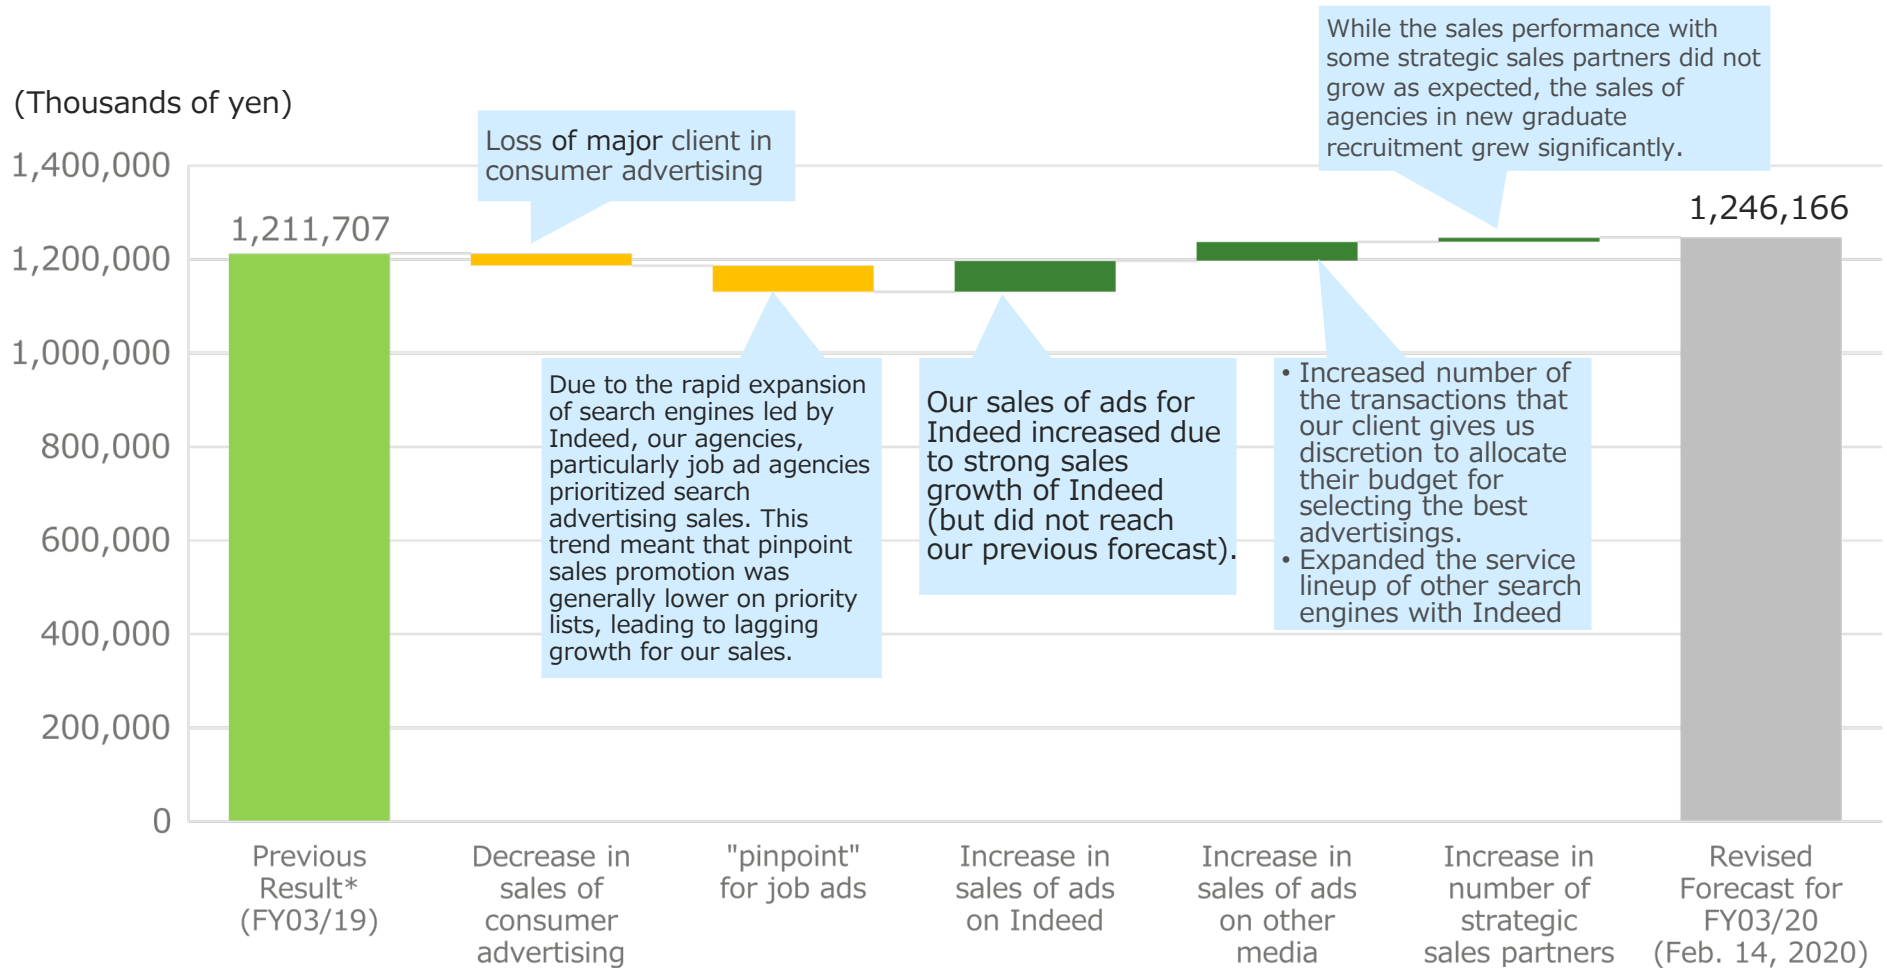 (Thousands of yen)
1,400,000
1,200,000
1,000,000
800,000
600,000
400,000
200,000
0
1,211,707
Loss of major client in
consumer advertising
Due to the rapid expansion
of search engines led by
Indeed, our agencies,
particularly job ad agencies
prioritized search
advertising sales. This
trend meant that pinpoint
sales promotion was
generally lower on priority
lists, leading to lagging
growth for our sales.
Our sales of ads for
Indeed increased due
to strong sales
growth of Indeed
(but did not reach
our previous forecast).
• Increased number of
the transactions that
our client gives us
discretion to allocate
their budget for
selecting the best
advertisings.
• Expanded the service
lineup of other search
engines with Indeed
While the sales performance with
some strategic sales partners did not
grow as expected, the sales of
agencies in new graduate
recruitment grew significantly.
1,246,166
Previous
Result*
(FY03/19)
Decrease in
sales of
consumer
advertising
"pinpoint"
for job ads
Increase in
sales of ads
on Indeed
Increase in
sales of ads
on other
media
Increase in
number of
strategic
sales partners
Revised
Forecast for
FY03/20
(Feb. 14, 2020)